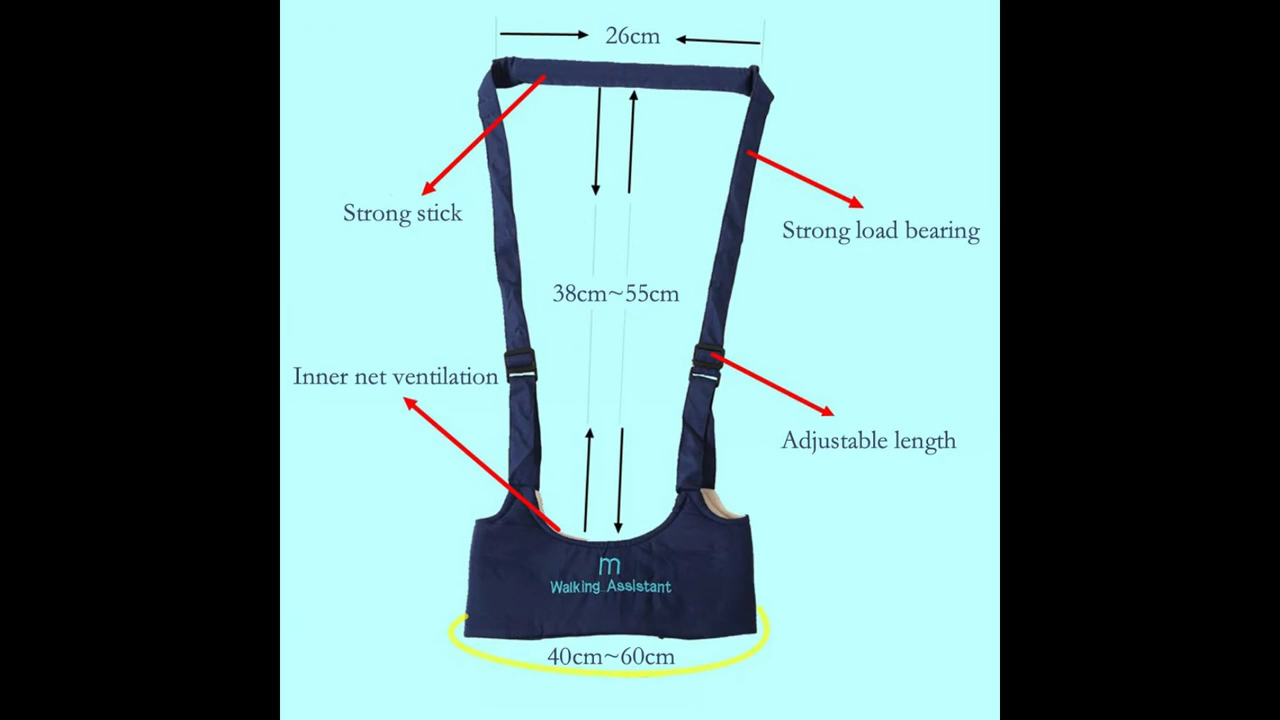 26cm
Strong stick
Strong load bearing
38cm~55cm
Inner net ventilation
Adjustable length
m
Walking Assistant
40cm~60cm